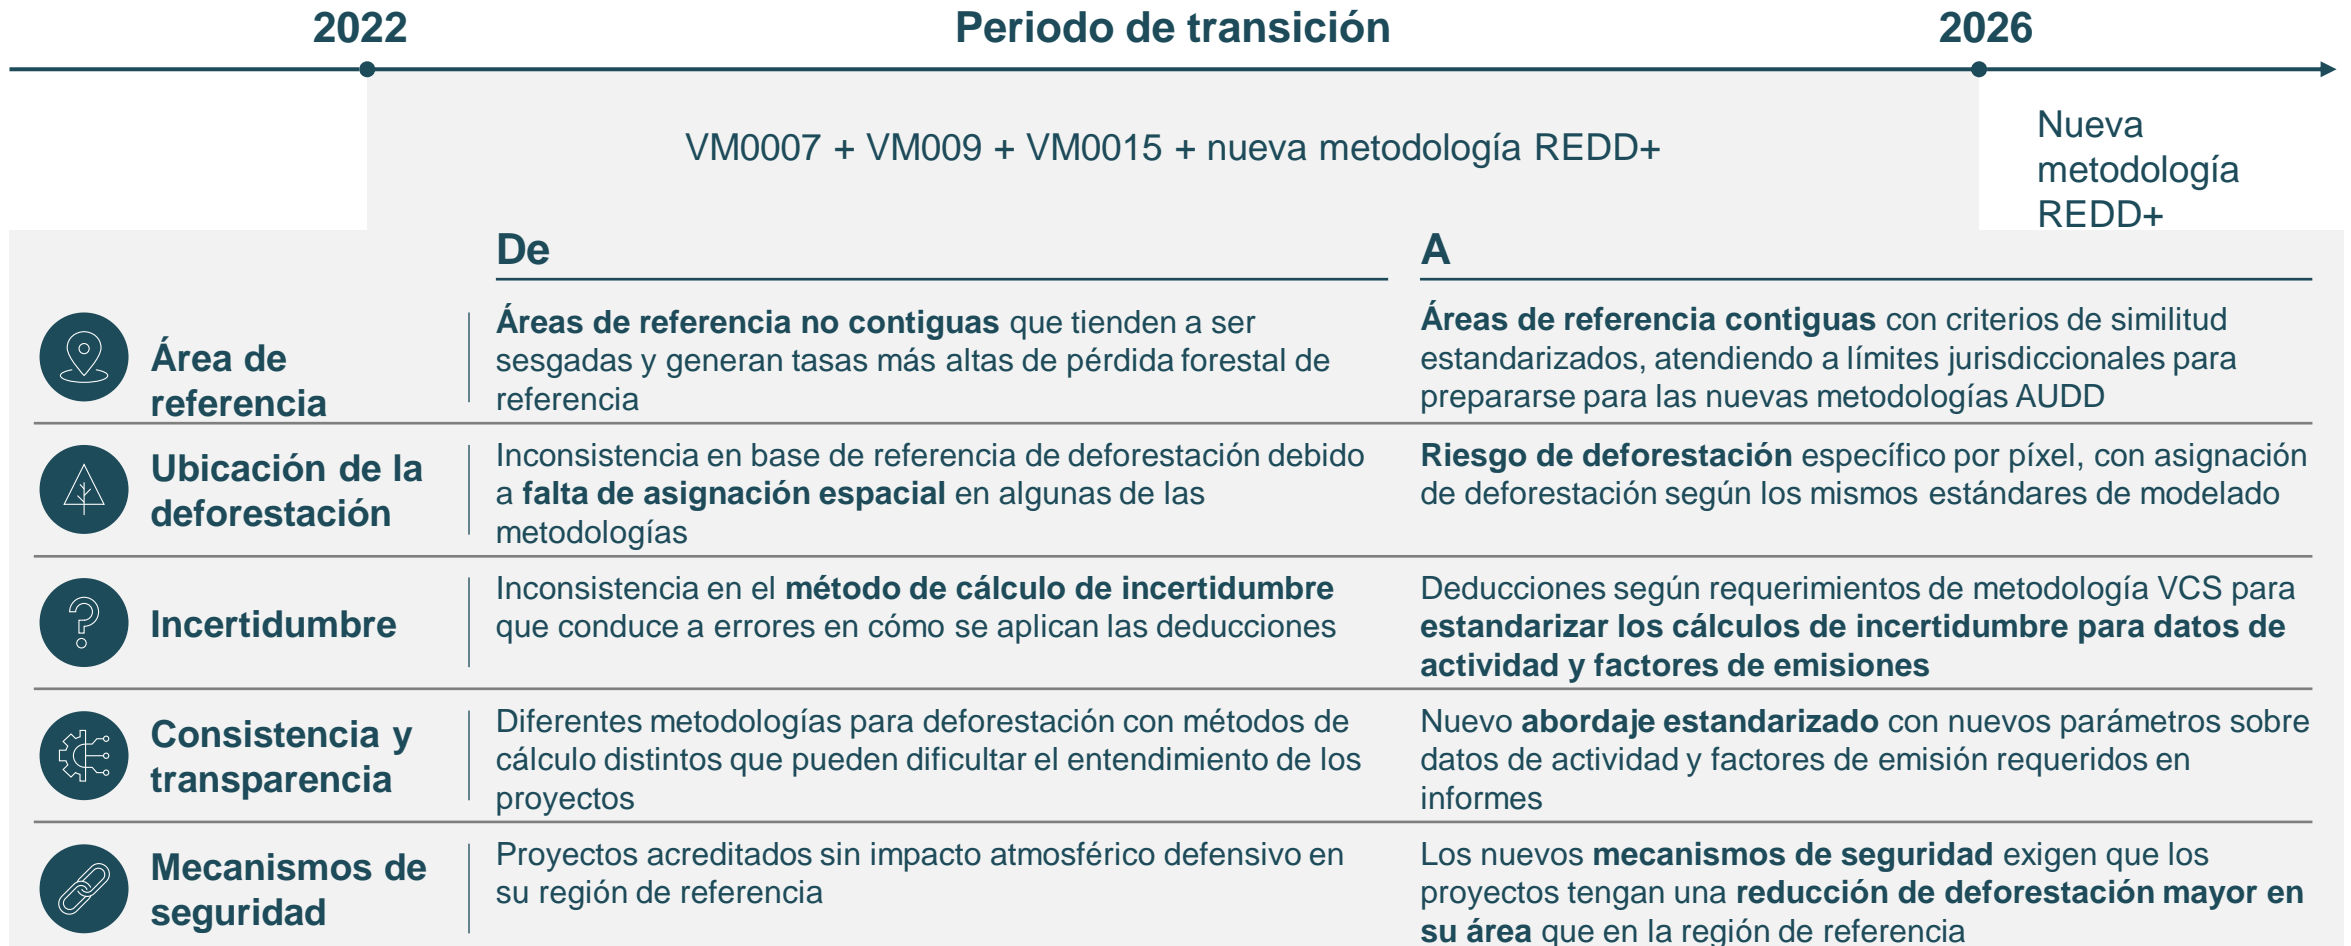 2022 Periodo de transición 2026
VM0007 + VM009 + VM0015 + nueva metodología REDD+
Nueva
metodología
REDD+
De
A
Área de
referencia
Áreas de referencia no contiguas que tienden a ser
sesgadas y generan tasas más altas de pérdida forestal de
referencia
Áreas de referencia contiguas con criterios de similitud
estandarizados, atendiendo a límites jurisdiccionales para
prepararse para las nuevas metodologías AUDD
Ubicación de la
deforestación
Inconsistencia en base de referencia de deforestación debido
a falta de asignación espacial en algunas de las
metodologías
Riesgo de deforestación específico por píxel, con asignación
de deforestación según los mismos estándares de modelado
Incertidumbre
Inconsistencia en el método de cálculo de incertidumbre
que conduce a errores en cómo se aplican las deducciones
Deducciones según requerimientos de metodología VCS para
estandarizar los cálculos de incertidumbre para datos de
actividad y factores de emisiones
Consistencia y
transparencia
Diferentes metodologías para deforestación con métodos de
cálculo distintos que pueden dificultar el entendimiento de los
proyectos
Nuevo abordaje estandarizado con nuevos parámetros sobre
datos de actividad y factores de emisión requeridos en
informes
Mecanismos de
seguridad
Proyectos acreditados sin impacto atmosférico defensivo en
su región de referencia
Los nuevos mecanismos de seguridad exigen que los
proyectos tengan una reducción de deforestación mayor en
su área que en la región de referencia